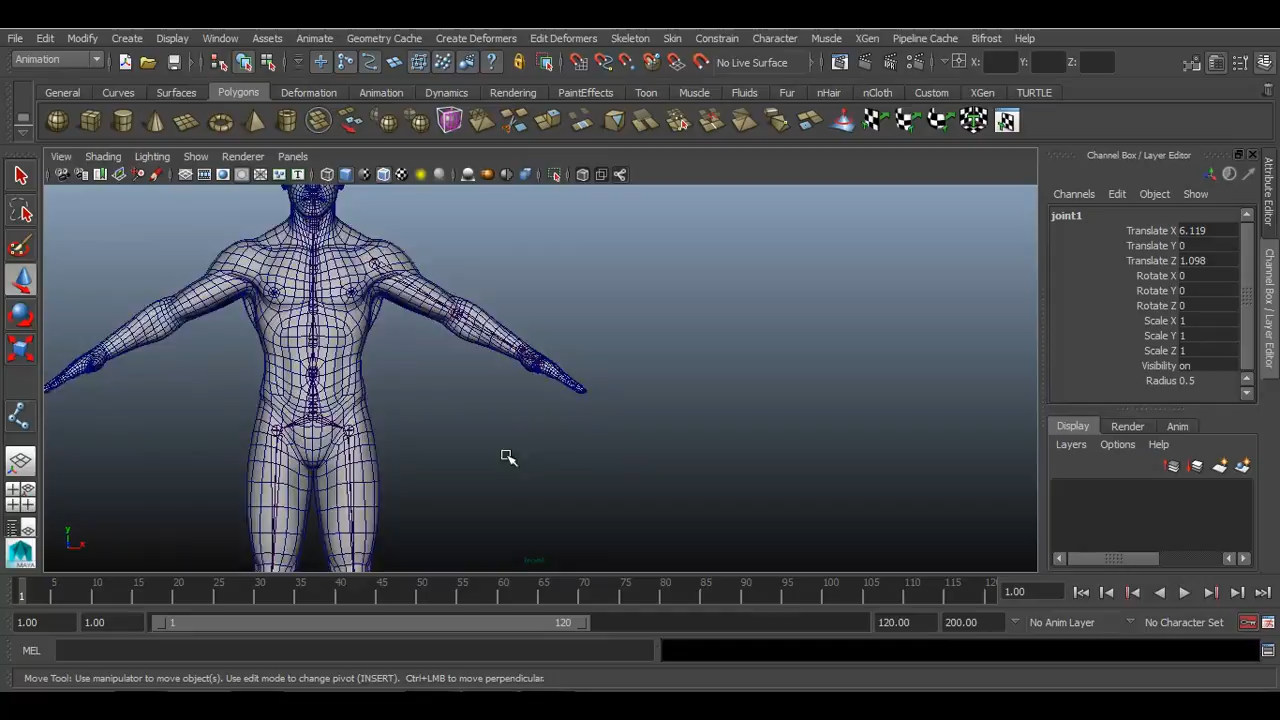 File Edit Modify Create Display Window Assets Animate Geometry Cache Create Deformers Edit Deformers Skeleton Skin Constrain Character Muscle XGen Pipeline Cache Bifrost Help
Animation No Live Surface X: Y: Z:
General Curves Surfaces Polygons Deformation Animation Dynamics Rendering PaintEffects Toon Muscle Fluids Fur nHair nCloth Custom XGen TURTLE
View Shading Lighting Show Renderer Panels
Channel Box / Layer Editor
Channels Edit Object Show
joint1
Translate X 6.119
Translate Y 0
Translate Z 1.098
Rotate X 0
Rotate Y 0
Rotate Z 0
Scale X 1
Scale Y 1
Scale Z 1
Visibility on
Radius 0.5
Attribute Editor
Channel Box / Layer Editor
Display Render Anim
Layers Options Help
y
x
MAYA
5 10 15 20 25 30 35 40 45 50 55 60 65 70 75 80 85 90 95 100 105 110 115 12
1 1.00
1.00 1.00 1 120 120.00 200.00 No Anim Layer No Character Set
MEL
Move Tool: Use manipulator to move object(s). Use edit mode to change pivot (INSERT). Ctrl+LMB to move perpendicular.